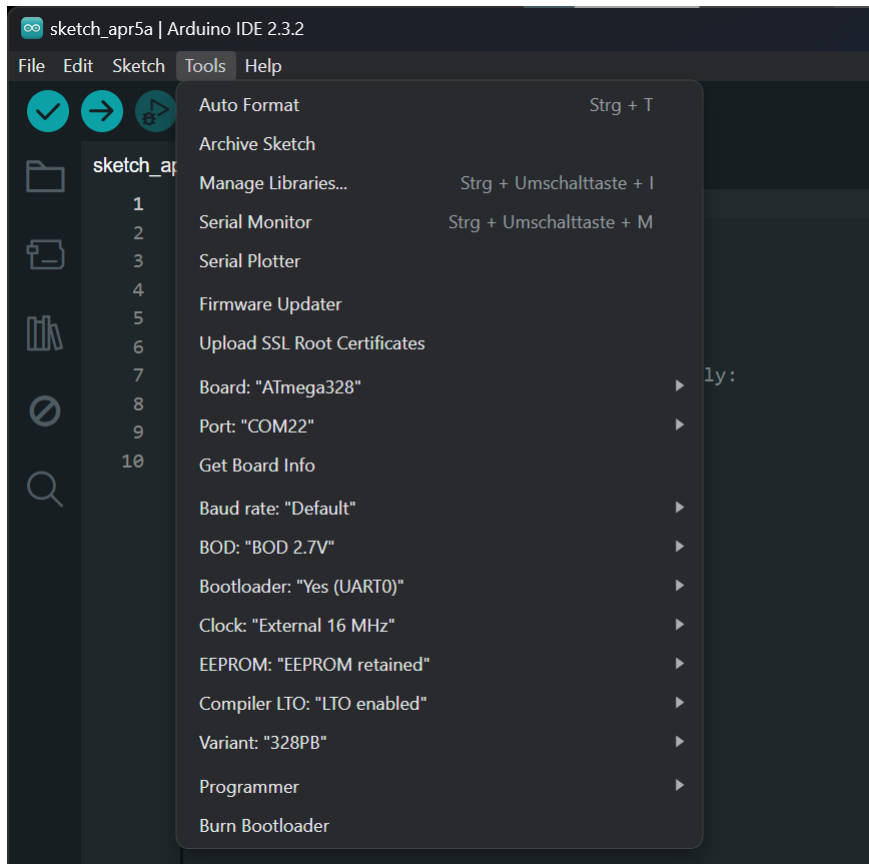 sketch_apr5a | Arduino IDE 2.3.2
File Edit Sketch Tools Help
sketch_ap
1
2
3
4
5
6
7
8
9
10
ly:
Auto Format Strg + T
Archive Sketch
Manage Libraries... Strg + Umschalttaste + I
Serial Monitor Strg + Umschalttaste + M
Serial Plotter
Firmware Updater
Upload SSL Root Certificates
Board: "ATmega328"
Port: "COM22"
Get Board Info
Baud rate: "Default"
BOD: "BOD 2.7V"
Bootloader: "Yes (UART0)"
Clock: "External 16 MHz"
EEPROM: "EEPROM retained"
Compiler LTO: "LTO enabled"
Variant: "328PB"
Programmer
Burn Bootloader